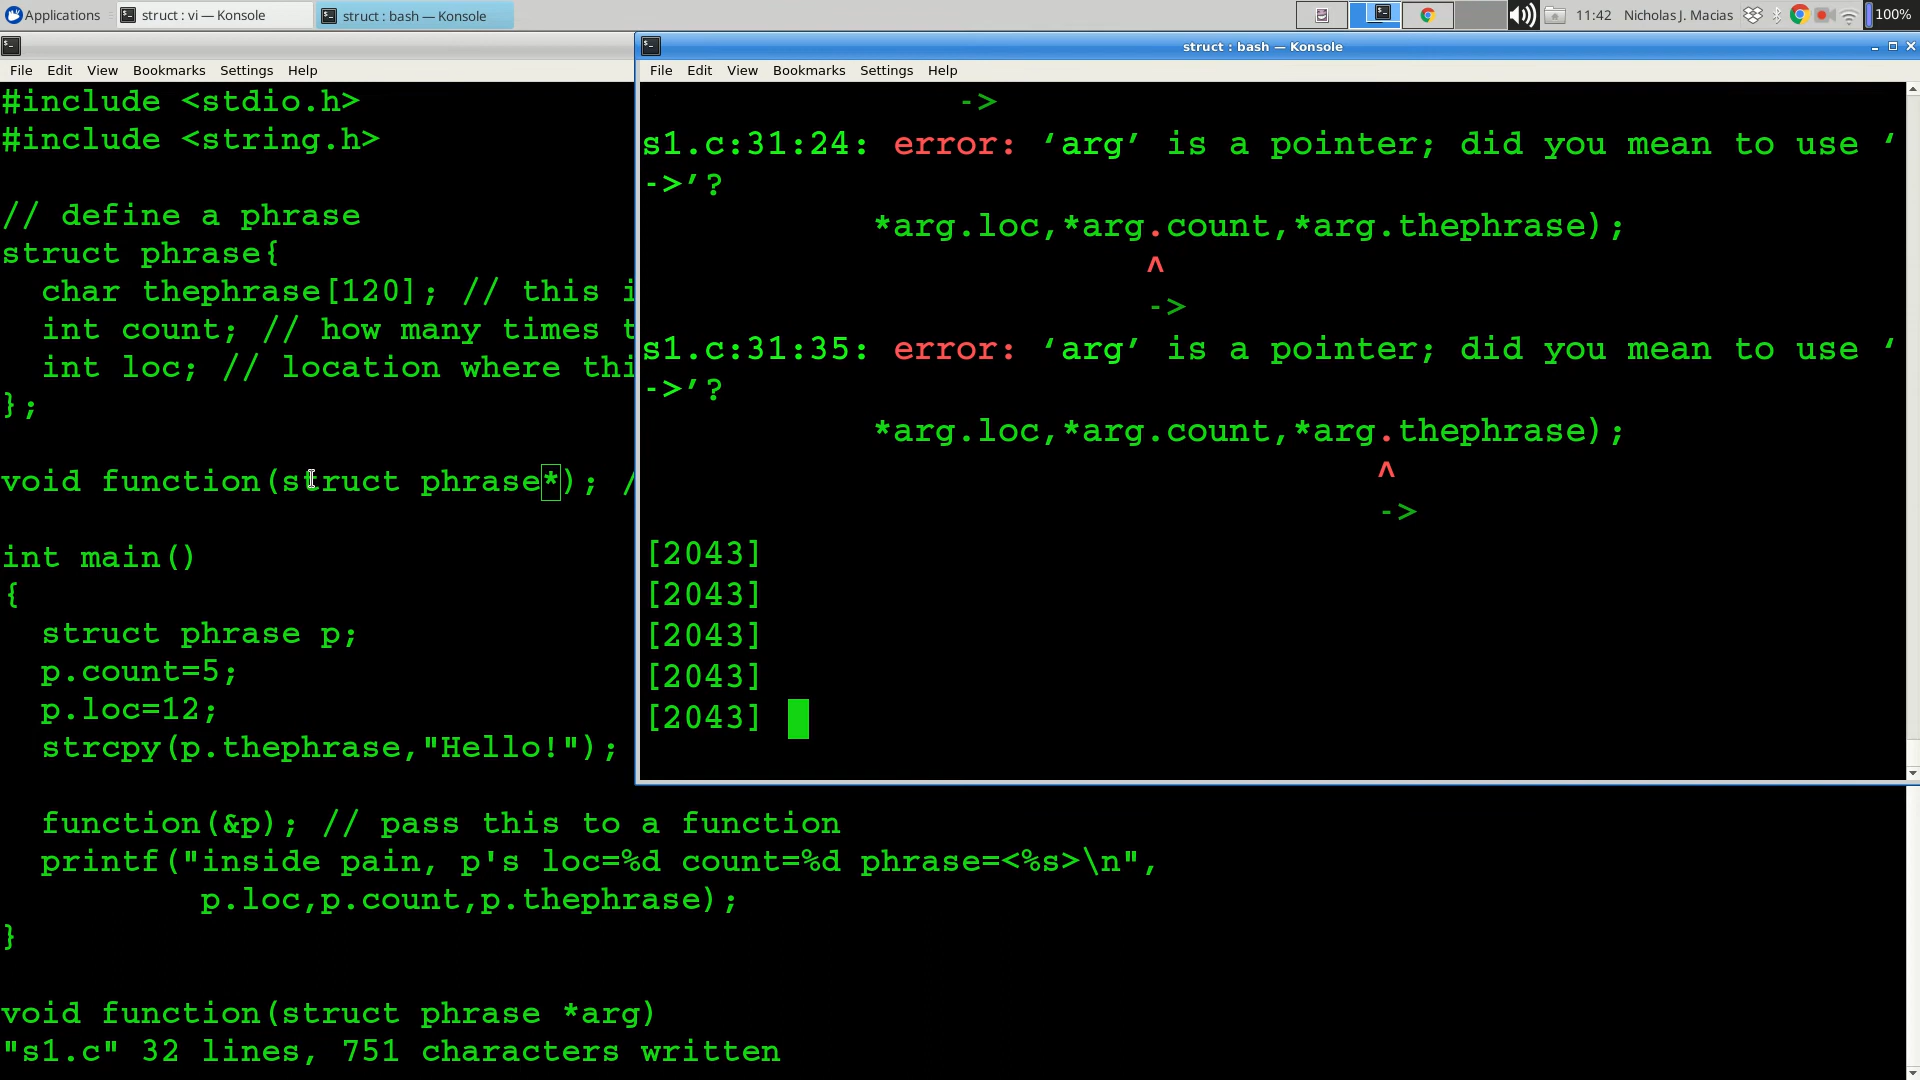 Applications
struct : vi — Konsole
struct : bash — Konsole
11:42
Nicholas J. Macias
100%
File Edit View Bookmarks Settings Help
#include <stdio.h>
#include <string.h>
// define a phrase
struct phrase{
char thephrase[120]; // this i
int count; // how many times t
int loc; // location where thi
};
void function(struct phrase*); /
int main()
{
struct phrase p;
p.count=5;
p.loc=12;
strcpy(p.thephrase,"Hello!");
function(&p); // pass this to a function
printf("inside pain, p's loc=%d count=%d phrase=<%s>\n",
p.loc,p.count,p.thephrase);
}
void function(struct phrase *arg)
"s1.c" 32 lines, 751 characters written
struct : bash — Konsole
File Edit View Bookmarks Settings Help
->
s1.c:31:24: error: ‘arg’ is a pointer; did you mean to use ‘
->’?
*arg.loc,*arg.count,*arg.thephrase);
^
->
s1.c:31:35: error: ‘arg’ is a pointer; did you mean to use ‘
->’?
*arg.loc,*arg.count,*arg.thephrase);
^
->
[2043]
[2043]
[2043]
[2043]
[2043]